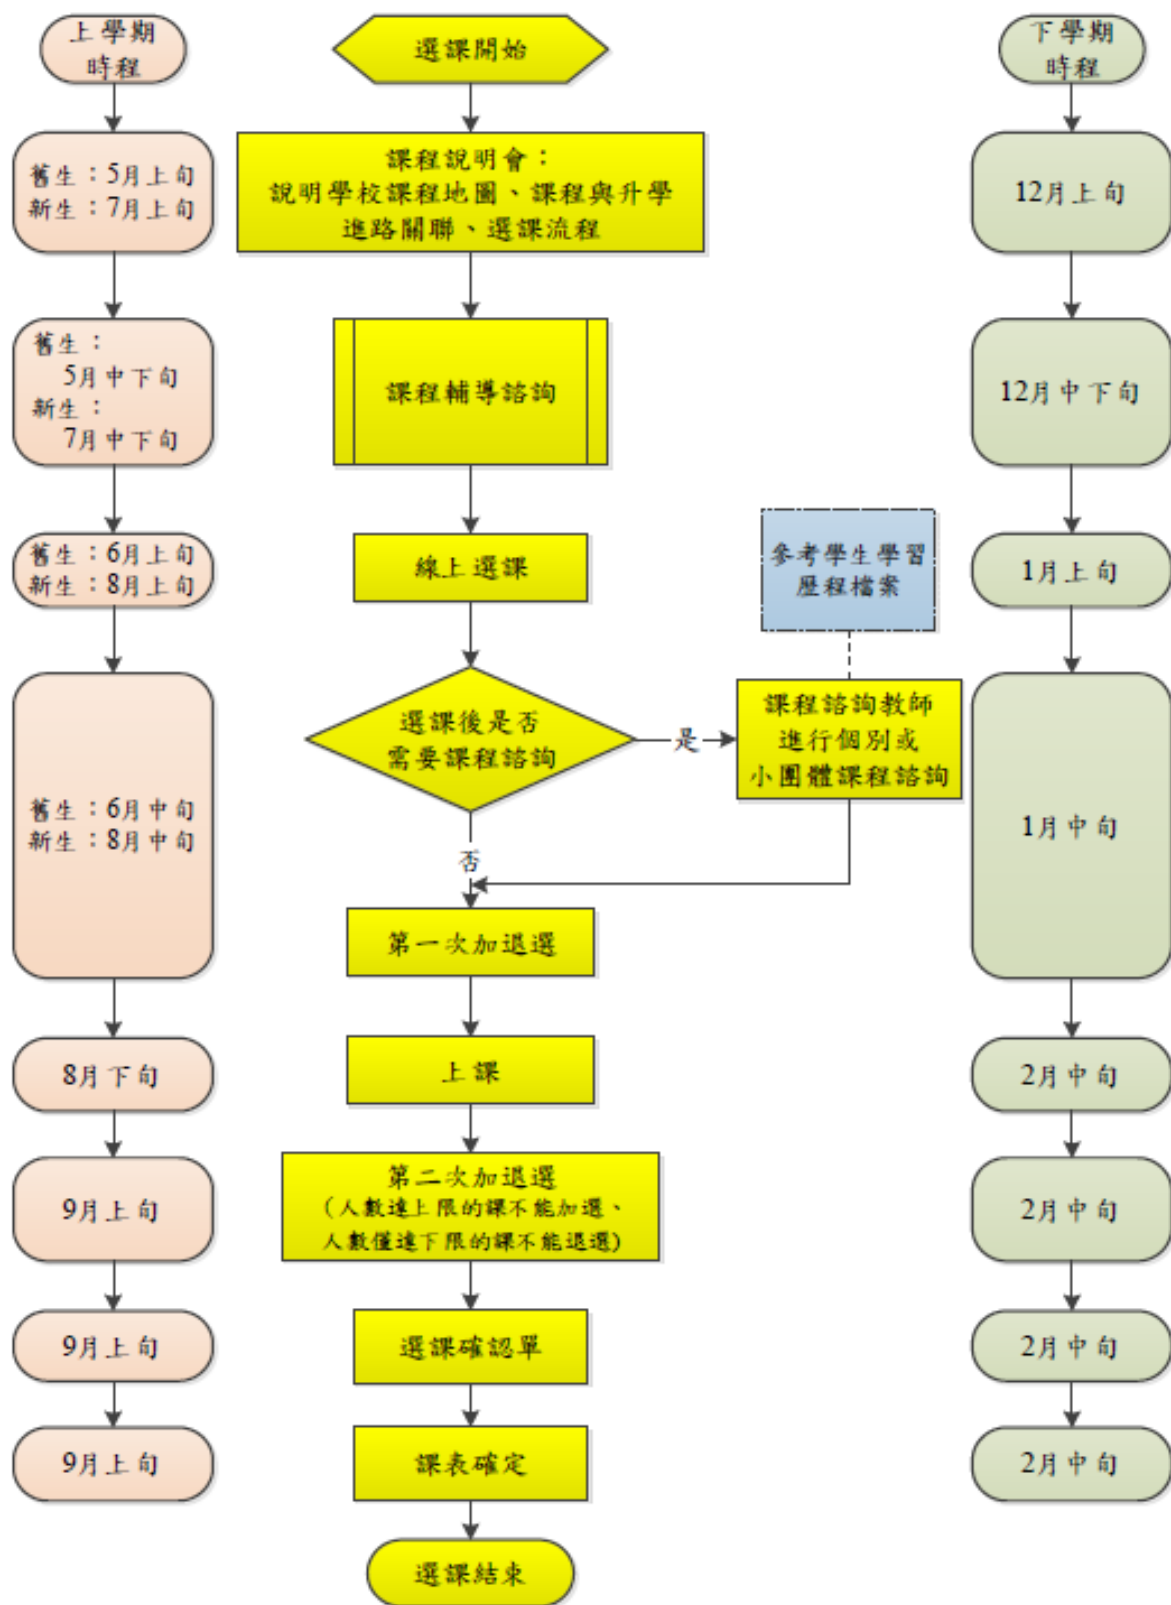 上學期
時程
舊生：5月上旬
新生：7月上旬
舊生：
5月中下旬
新生：
7月中下旬
舊生：6月上旬
新生：8月上旬
舊生：6月中旬
新生：8月中旬
8月下旬
9月上旬
9月上旬
9月上旬
選課開始
課程說明會：
說明學校課程地圖、課程與升學
進路關聯、選課流程
課程輔導諮詢
線上選課
選課後是否
需要課程諮詢
是
否
參考學生學習
歷程檔案
課程諮詢教師
進行個別或
小團體課程諮詢
第一次加退選
上課
第二次加退選
(人數達上限的課不能加選、
人數僅達下限的課不能退選)
選課確認單
課表確定
選課結束
下學期
時程
12月上旬
12月中下旬
1月上旬
1月中旬
2月中旬
2月中旬
2月中旬
2月中旬